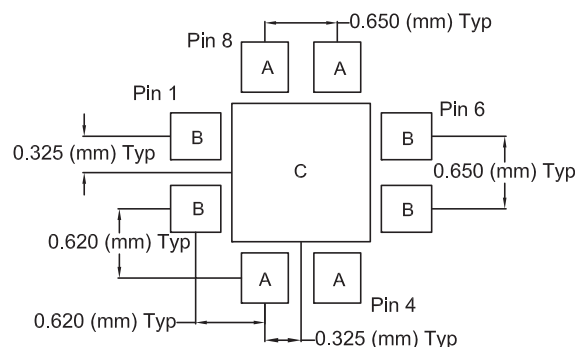 0.650 (mm) Typ
Pin 8
A
A
Pin 1
Pin 6
B
B
0.325 (mm) Typ
C
0.650 (mm) Typ
B
B
0.620 (mm) Typ
A
A
Pin 4
0.620 (mm) Typ
0.325 (mm) Typ